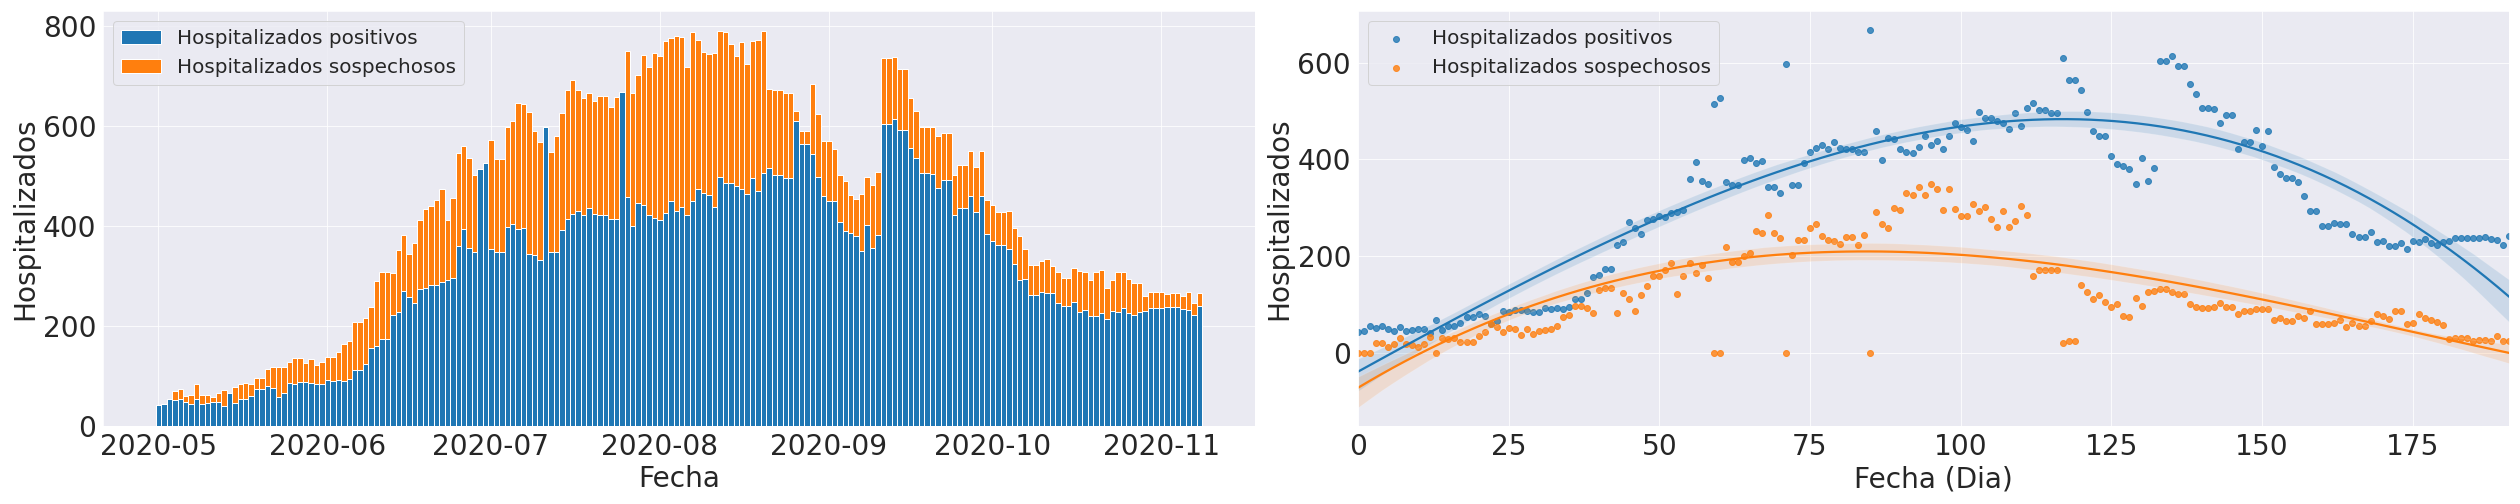 Hospitalizados positivos
Hospitalizados sospechosos
Hospitalizados
800
600
400
200
0
2020-05 2020-06 2020-07 2020-08 2020-09 2020-10 2020-11
Fecha
Hospitalizados positivos
Hospitalizados sospechosos
Hospitalizados
600
400
200
0
0 25 50 75 100 125 150 175
Fecha (Dia)